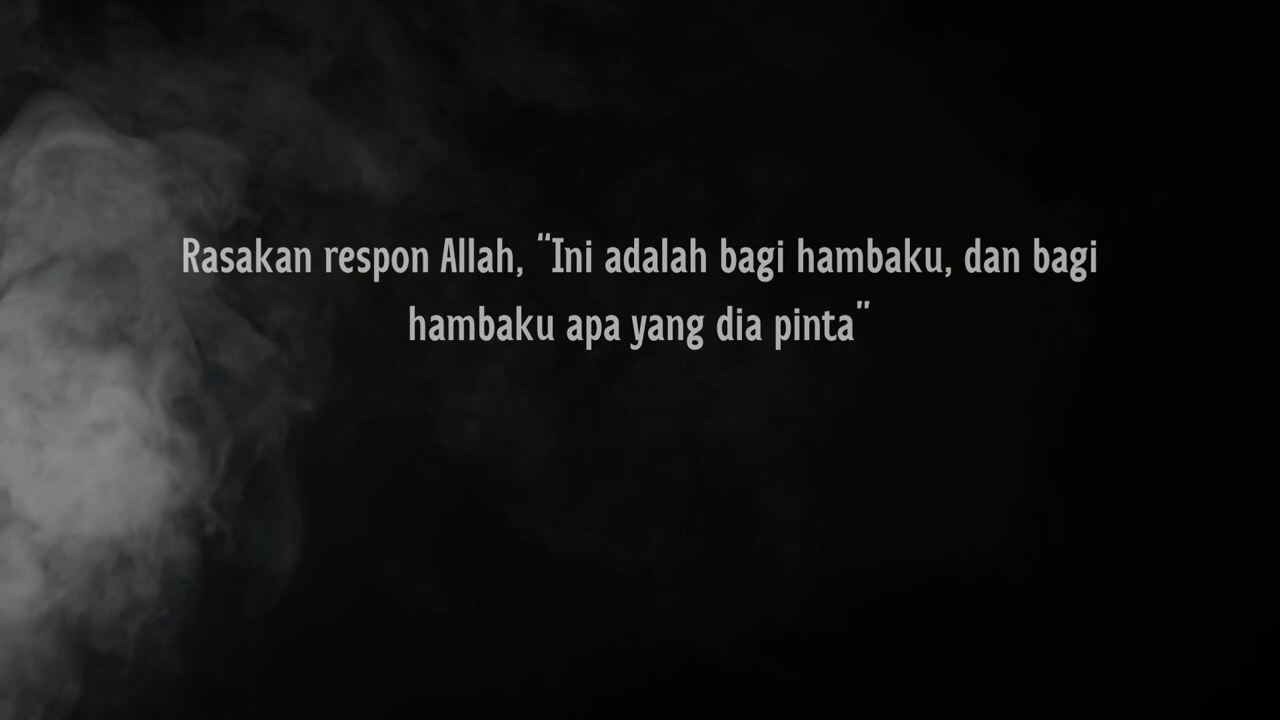 Rasakan respon Allah, “Ini adalah bagi hambaku, dan bagi
hambaku apa yang dia pinta”